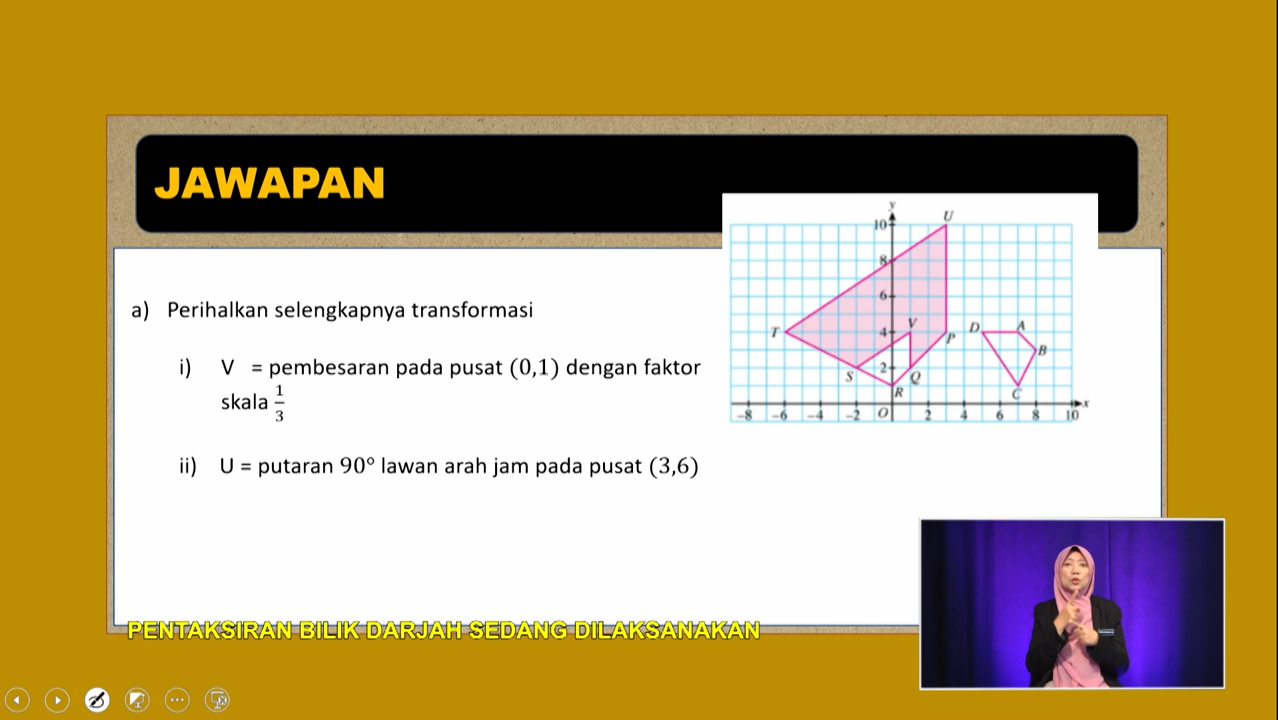 JAWAPAN
a) Perihalkan selengkapnya transformasi
i) V = pembesaran pada pusat (0,1) dengan faktor
skala 1/3
ii) U = putaran 90° lawan arah jam pada pusat (3,6)
y
U
10
8
6
T 4 V P D A
B
S 2 Q
R C
-8 -6 -4 -2 O 2 4 6 8 10 x
PENTAKSIRAN BILIK DARJAH SEDANG DILAKSANAKAN